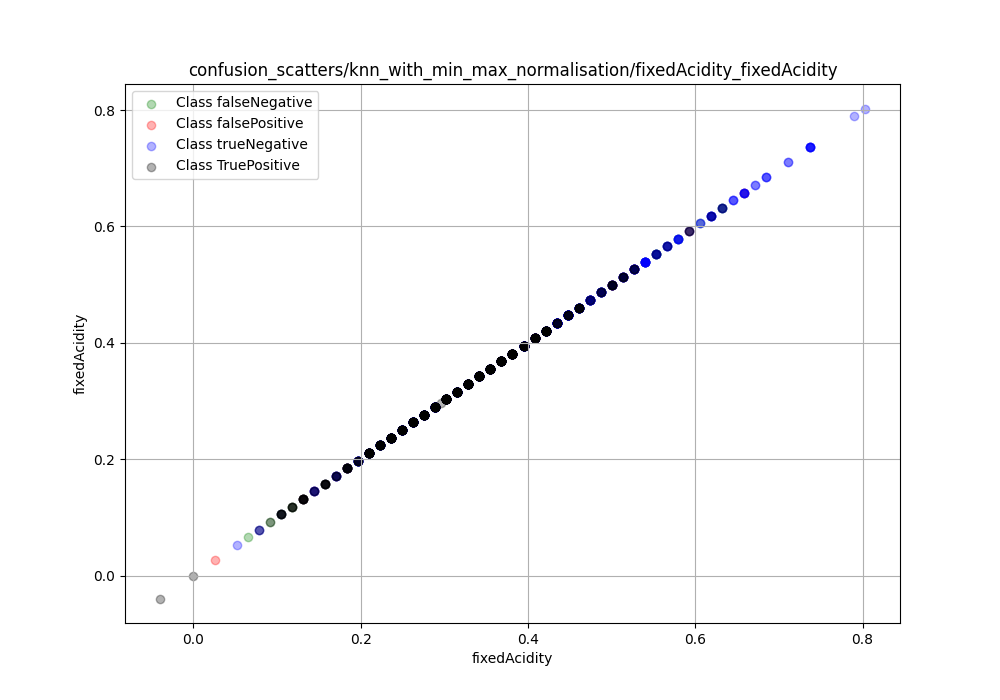 confusion_scatters/knn_with_min_max_normalisation/fixedAcidity_fixedAcidity
Class falseNegative
Class falsePositive
Class trueNegative
Class TruePositive
0.8
0.6
0.4
0.2
0.0
fixedAcidity
0.0 0.2 0.4 0.6 0.8
fixedAcidity